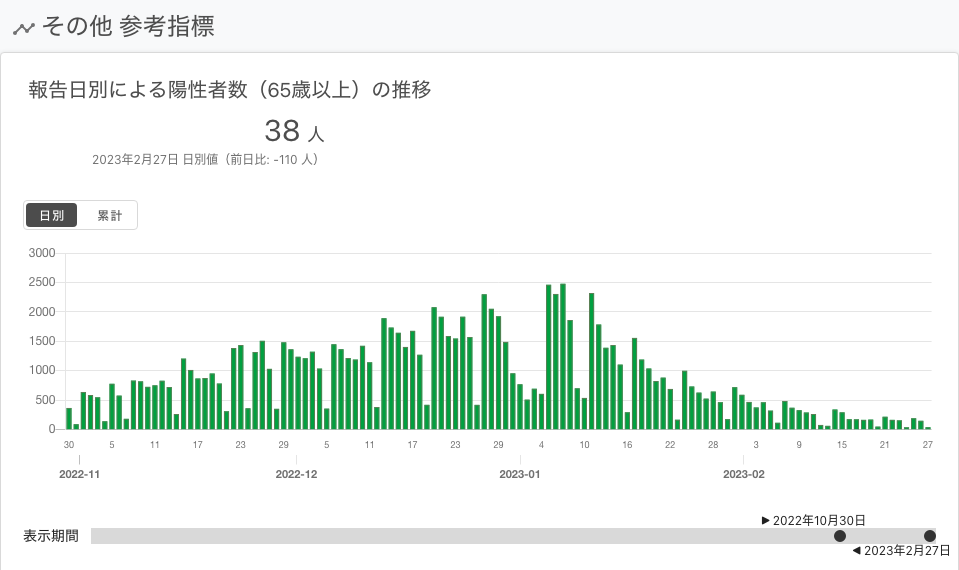 その他 参考指標
報告日別による陽性者数（65歳以上）の推移
38 人
2023年2月27日 日別値（前日比: -110 人）
日別 累計
3000
2500
2000
1500
1000
500
0
30 5 11 17 23 29 5 11 17 23 29 4 10 16 22 28 3 9 15 21 27
2022-11 2022-12 2023-01 2023-02
▶ 2022年10月30日
表示期間
◀ 2023年2月27日